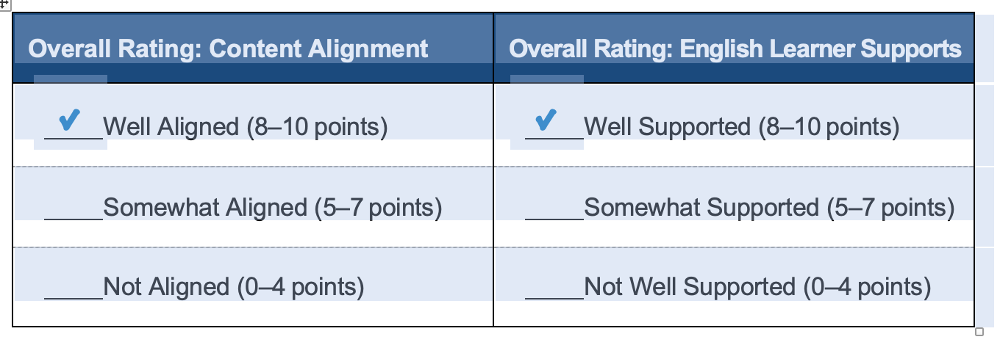 Overall Rating: Content Alignment
Overall Rating: English Learner Supports
✔ Well Aligned (8–10 points)
✔ Well Supported (8–10 points)
_____Somewhat Aligned (5–7 points)
_____Somewhat Supported (5–7 points)
_____Not Aligned (0–4 points)
_____Not Well Supported (0–4 points)